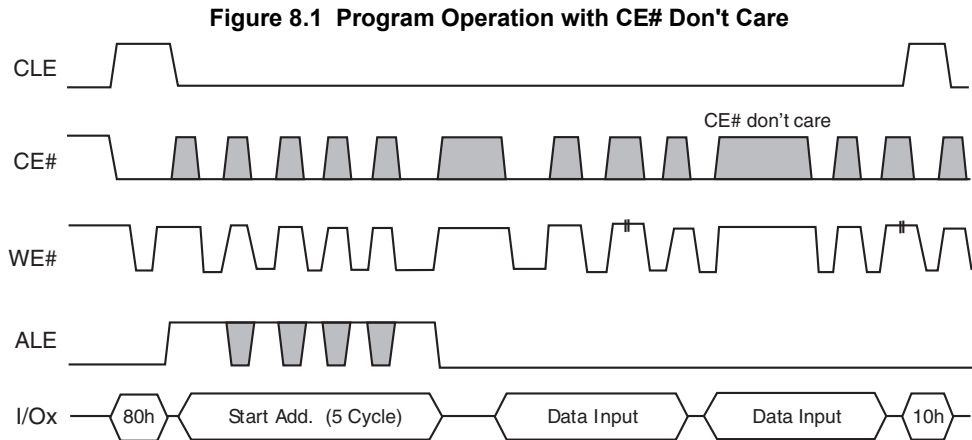 Figure 8.1 Program Operation with CE# Don't Care
CLE
CE# don't care
CE#
WE#
ALE
I/Ox
80h
Start Add. (5 Cycle)
Data Input
Data Input
10h